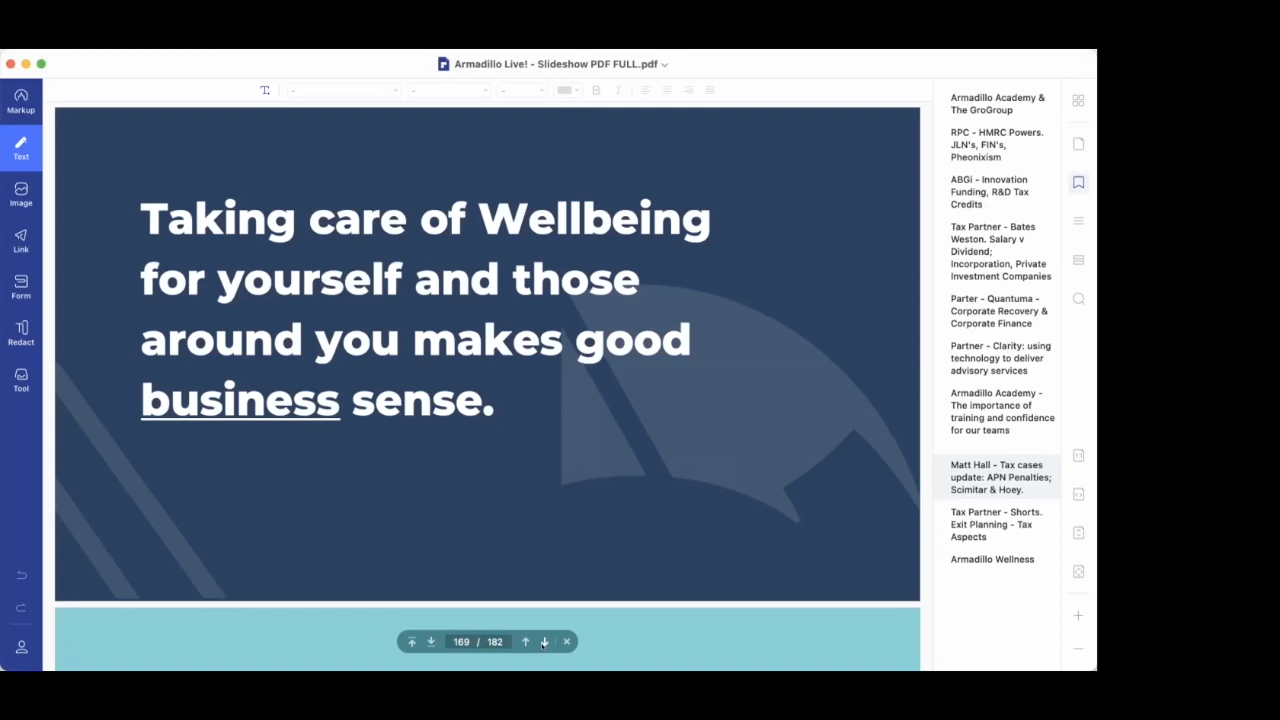 Armadillo Live! - Slideshow PDF FULL.pdf
Markup
Text
Image
Link
Form
Redact
Tool
B I
Taking care of Wellbeing
for yourself and those
around you makes good
business sense.
169 / 182
Armadillo Academy &
The GroGroup
RPC - HMRC Powers.
JLN's, FIN's,
Pheonixism
ABGi - Innovation
Funding, R&D Tax
Credits
Tax Partner - Bates
Weston. Salary v
Dividend;
Incorporation, Private
Investment Companies
Parter - Quantuma -
Corporate Recovery &
Corporate Finance
Partner - Clarity: using
technology to deliver
advisory services
Armadillo Academy -
The importance of
training and confidence
for our teams
Matt Hall - Tax cases
update: APN Penalties;
Scimitar & Hoey.
Tax Partner - Shorts.
Exit Planning - Tax
Aspects
Armadillo Wellness